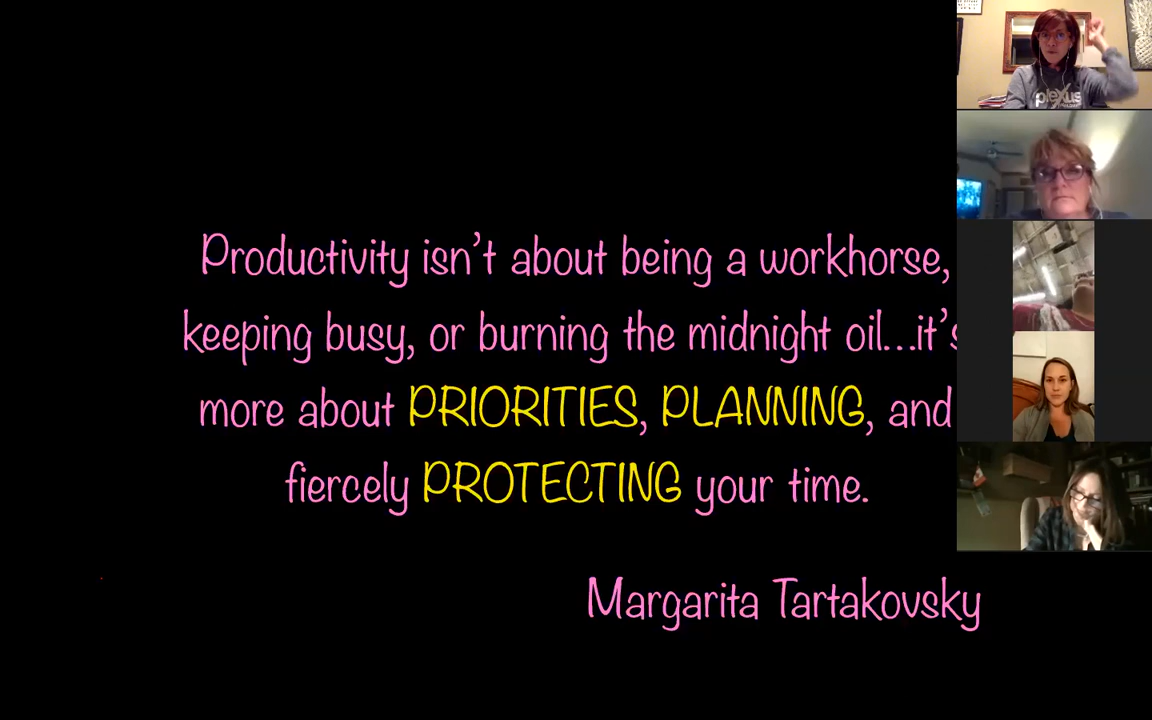 Productivity isn't about being a workhorse,
keeping busy, or burning the midnight oil...it's
more about PRIORITIES, PLANNING, and
fiercely PROTECTING your time.
Margarita Tartakovsky
plexus